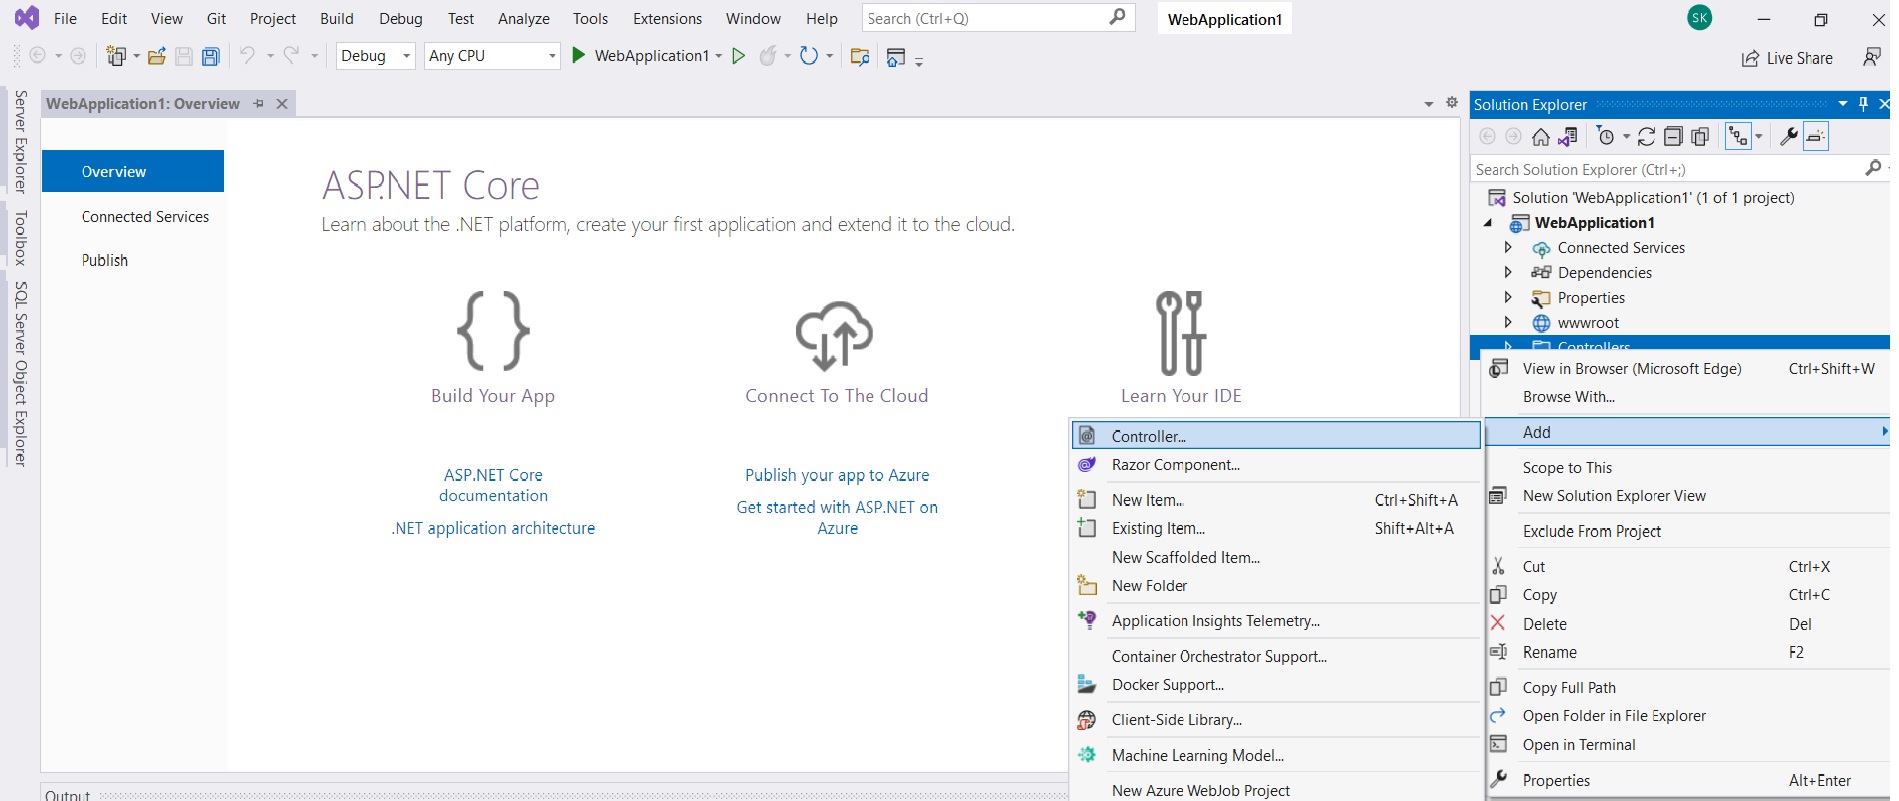 File Edit View Git Project Build Debug Test Analyze Tools Extensions Window Help Search (Ctrl+Q) WebApplication1 SK
Debug Any CPU WebApplication1 Live Share
Server Explorer
Toolbox
SQL Server Object Explorer
WebApplication1: Overview
Overview
Connected Services
Publish
ASP.NET Core
Learn about the .NET platform, create your first application and extend it to the cloud.
Build Your App
ASP.NET Core
documentation
.NET application architecture
Connect To The Cloud
Publish your app to Azure
Get started with ASP.NET on
Azure
Learn Your IDE
Output
Solution Explorer
Search Solution Explorer (Ctrl+;)
Solution 'WebApplication1' (1 of 1 project)
WebApplication1
Connected Services
Dependencies
Properties
wwwroot
Controllers
View in Browser (Microsoft Edge) Ctrl+Shift+W
Browse With...
Add
Scope to This
New Solution Explorer View
Exclude From Project
Cut Ctrl+X
Copy Ctrl+C
Delete Del
Rename F2
Copy Full Path
Open Folder in File Explorer
Open in Terminal
Properties Alt+Enter
Controller...
Razor Component...
New Item... Ctrl+Shift+A
Existing Item... Shift+Alt+A
New Scaffolded Item...
New Folder
Application Insights Telemetry...
Container Orchestrator Support...
Docker Support...
Client-Side Library...
Machine Learning Model...
New Azure WebJob Project